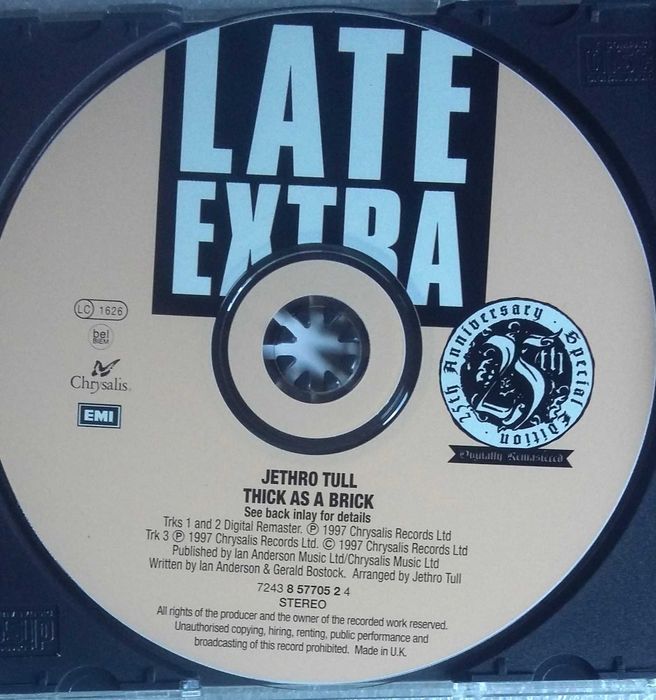 LATE
EXTRA
LC 1626
bel
BIEM
Chrysalis.
EMI
25th Anniversary · Special Edition ·
25th
Digitally Remastered
JETHRO TULL
THICK AS A BRICK
See back inlay for details
Trks 1 and 2 Digital Remaster. ℗ 1997 Chrysalis Records Ltd
Trk 3 ℗ 1997 Chrysalis Records Ltd. © 1997 Chrysalis Records Ltd
Published by Ian Anderson Music Ltd/Chrysalis Music Ltd
Written by Ian Anderson & Gerald Bostock. Arranged by Jethro Tull
7243 8 57705 2 4
STEREO
All rights of the producer and the owner of the recorded work reserved.
Unauthorised copying, hiring, renting, public performance and
broadcasting of this record prohibited. Made in U.K.